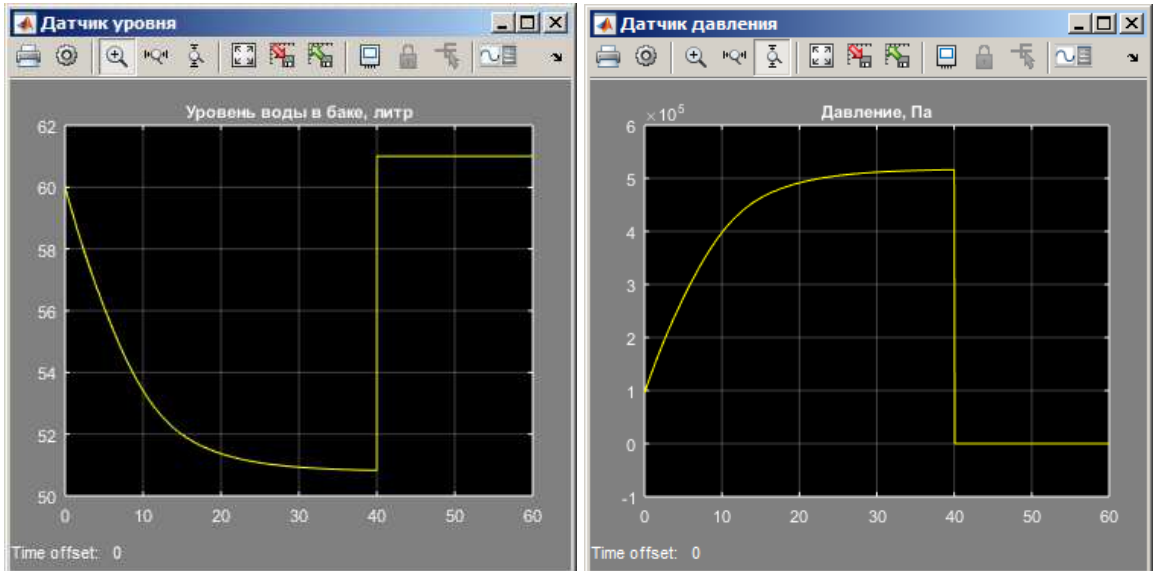 Датчик уровня
Уровень воды в баке, литр
62
60
58
56
54
52
50
0 10 20 30 40 50 60
Time offset: 0
Датчик давления
×10⁵
Давление, Па
6
5
4
3
2
1
0
-1
0 10 20 30 40 50 60
Time offset: 0